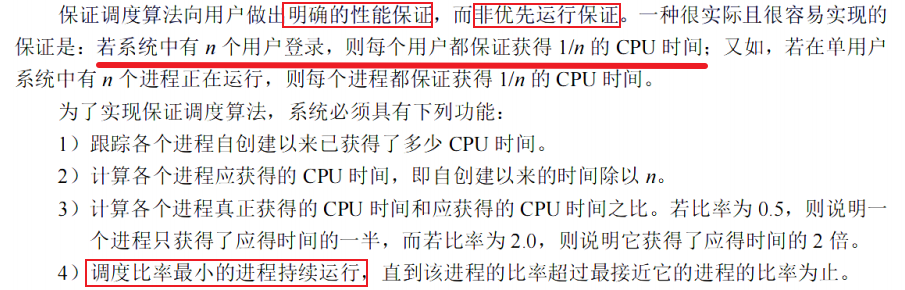 保证调度算法向用户做出明确的性能保证，而非优先运行保证。一种很实际且很容易实现的
保证是：若系统中有 n 个用户登录，则每个用户都保证获得 1/n 的 CPU 时间；又如，若在单用户
系统中有 n 个进程正在运行，则每个进程都保证获得 1/n 的 CPU 时间。
为了实现保证调度算法，系统必须具有下列功能：
1）跟踪各个进程自创建以来已获得了多少 CPU 时间。
2）计算各个进程应获得的 CPU 时间，即自创建以来的时间除以 n。
3）计算各个进程真正获得的 CPU 时间和应获得的 CPU 时间之比。若比率为 0.5，则说明一
个进程只获得了应得时间的一半，而若比率为 2.0，则说明它获得了应得时间的 2 倍。
4）调度比率最小的进程持续运行，直到该进程的比率超过最接近它的进程的比率为止。